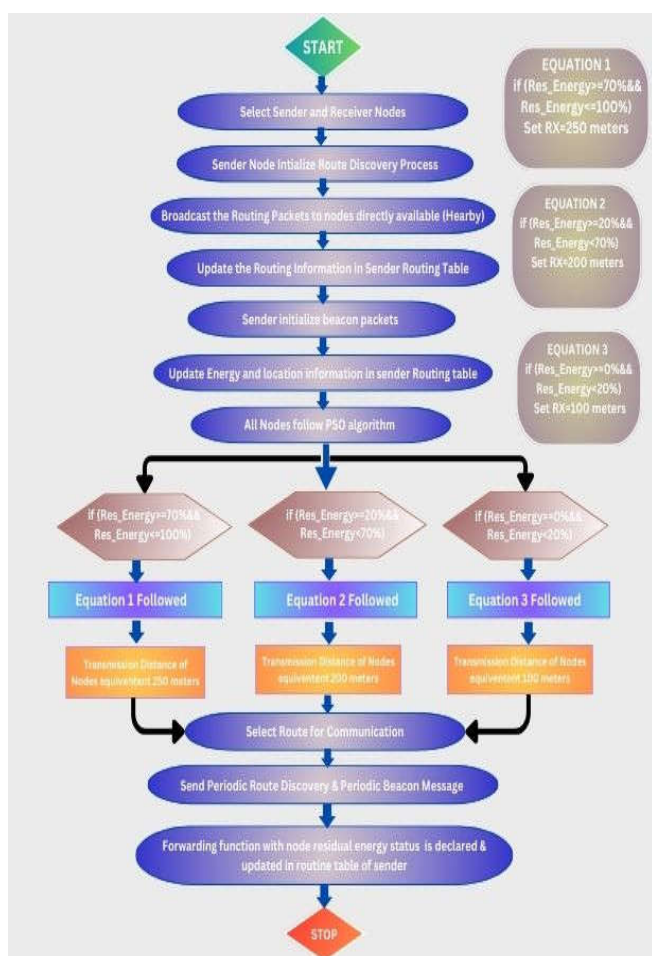 START
EQUATION 1
if (Res_Energy>=70%&&
Res_Energy<=100%)
Set RX=250 meters
Select Sender and Receiver Nodes
Sender Node Intialize Route Discovery Process
Broadcast the Routing Packets to nodes directly available (Hearby)
EQUATION 2
if (Res_Energy>=20%&&
Res_Energy<70%)
Set RX=200 meters
Update the Routing Information in Sender Routing Table
Sender initialize beacon packets
EQUATION 3
if (Res_Energy>=0%&&
Res_Energy<20%)
Set RX=100 meters
Update Energy and location information in sender Routing table
All Nodes follow PSO algorithm
if (Res_Energy>=70%&&
Res_Energy<=100%)
if (Res_Energy>=20%&&
Res_Energy<70%)
if (Res_Energy>=0%&&
Res_Energy<20%)
Equation 1 Followed
Equation 2 Followed
Equation 3 Followed
Transmission Distance of
Nodes equiventent 250 meters
Transmission Distance of Nodes
equivement 200 meters
Transmission Distance of Nodes
equivement 100 meters
Select Route for Communication
Send Periodic Route Discovery & Periodic Beacon Message
Forwarding function with node residual energy status is declared &
updated in routine table of sender
STOP